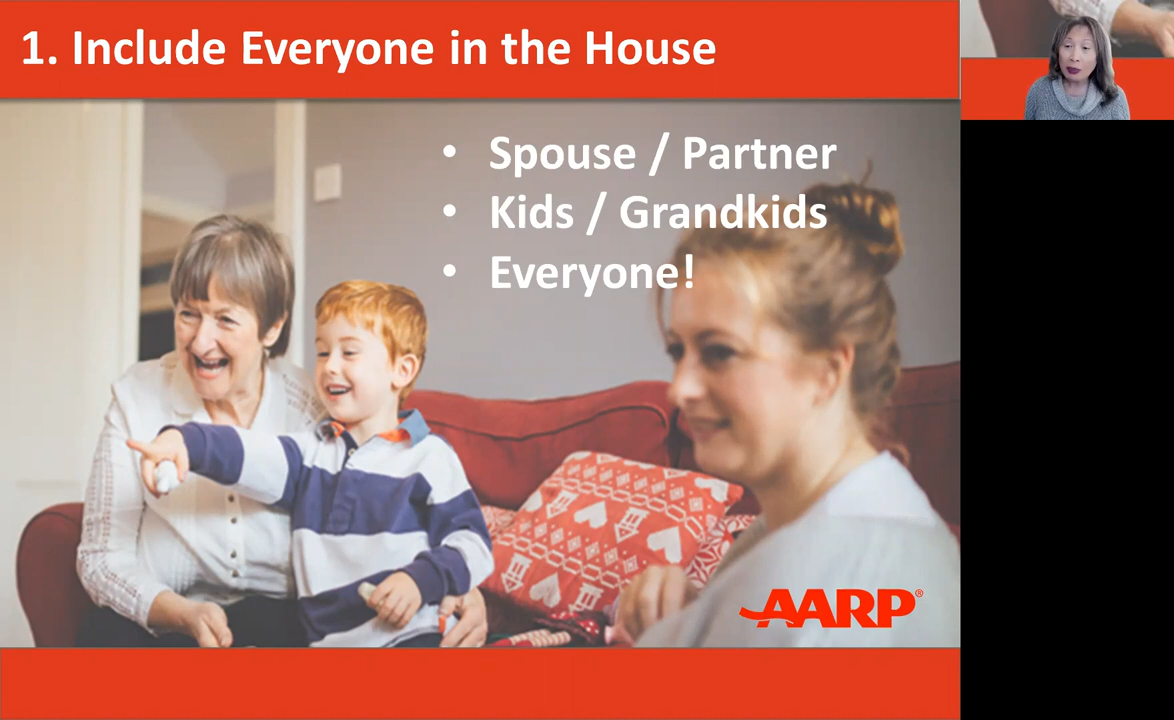 1. Include Everyone in the House
• Spouse / Partner
• Kids / Grandkids
• Everyone!
AARP®